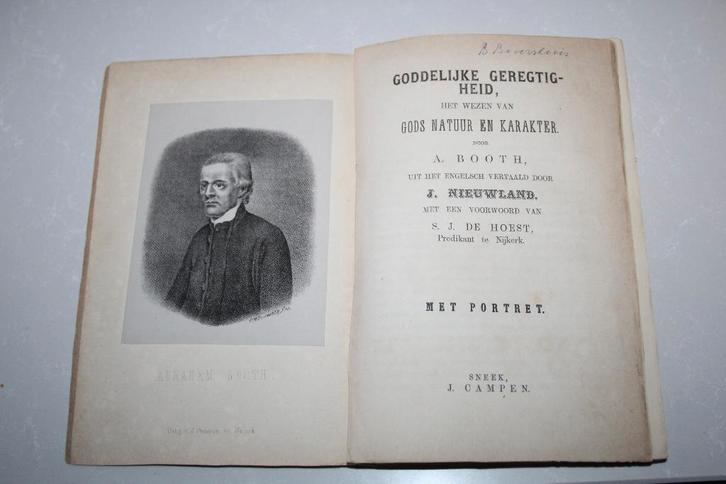 ABRAHAM BOOTH.
GODDELIJKE GEREGTIG-
HEID,
HET WEZEN VAN
GODS NATUUR EN KARAKTER.
DOOR
A. BOOTH,
UIT HET ENGELSCH VERTAALD DOOR
J. NIEUWLAND.
MET EEN VOORWOORD VAN
S. J. DE HOEST,
Predikant te Nijkerk.
MET PORTRET.
SNEEK,
J. CAMPEN.